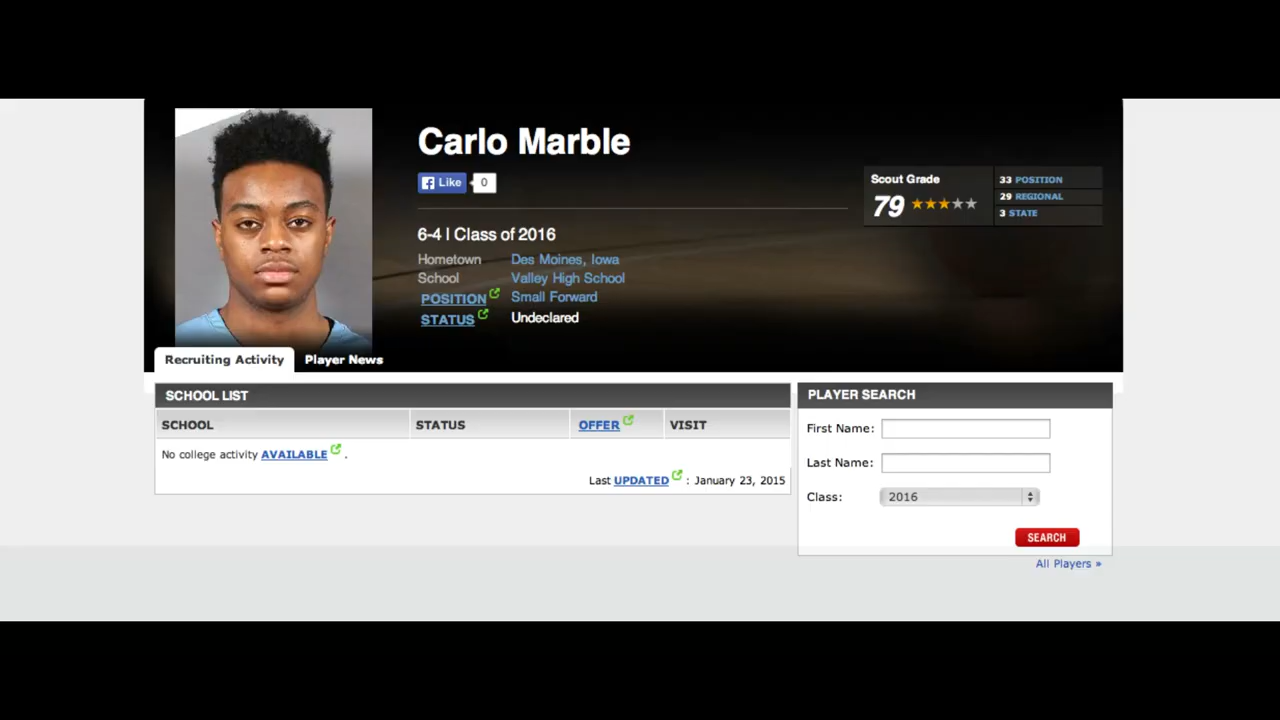 Carlo Marble
Like 0
Scout Grade
79
33 POSITION
29 REGIONAL
3 STATE
6-4 | Class of 2016
Hometown Des Moines, Iowa
School Valley High School
POSITION Small Forward
STATUS Undeclared
Recruiting Activity Player News
SCHOOL LIST
SCHOOL STATUS OFFER VISIT
No college activity AVAILABLE .
Last UPDATED : January 23, 2015
PLAYER SEARCH
First Name:
Last Name:
Class: 2016
SEARCH
All Players »